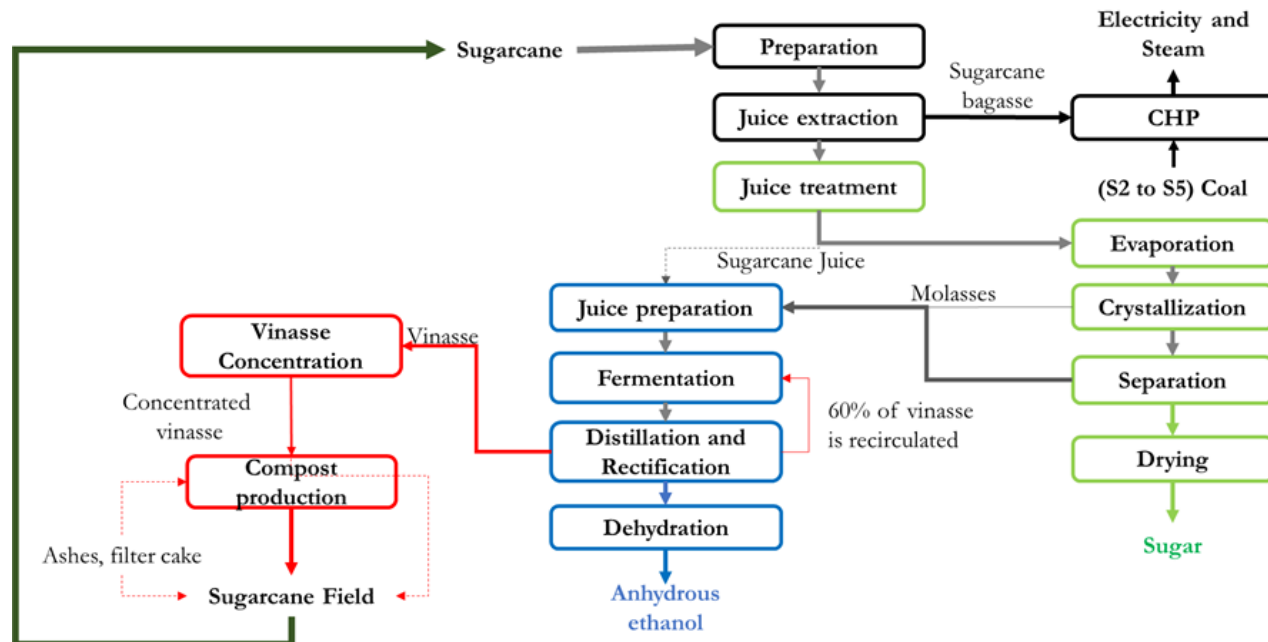 Electricity and
Steam
Sugarcane
Preparation
Sugarcane
bagasse
Juice extraction
CHP
Juice treatment
(S2 to S5) Coal
Evaporation
Sugarcane Juice
Juice preparation
Molasses
Crystallization
Vinasse
Concentration
Vinasse
Fermentation
Separation
Concentrated
vinasse
60% of vinasse
is recirculated
Distillation and
Rectification
Drying
Compost
production
Dehydration
Ashes, filter cake
Sugar
Sugarcane Field
Anhydrous
ethanol